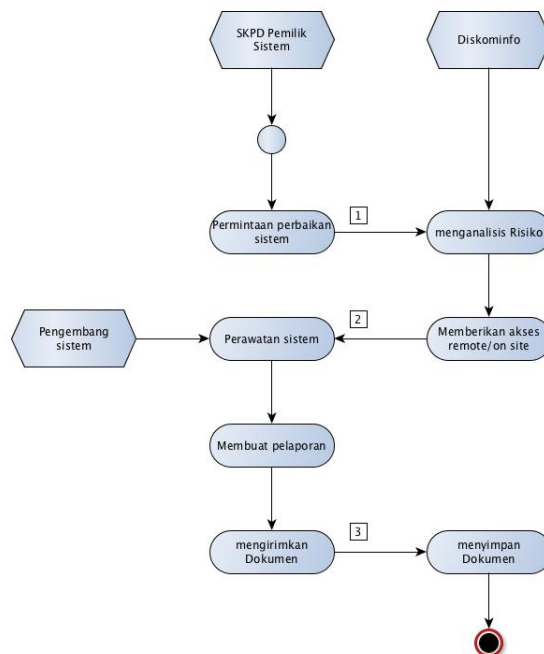 SKPD Pemilik
Sistem
Diskominfo
Permintaan perbaikan
sistem
1
menganalisis Risiko
Pengembang
sistem
Perawatan sistem
2
Memberikan akses
remote/on site
Membuat pelaporan
mengirimkan
Dokumen
3
menyimpan
Dokumen